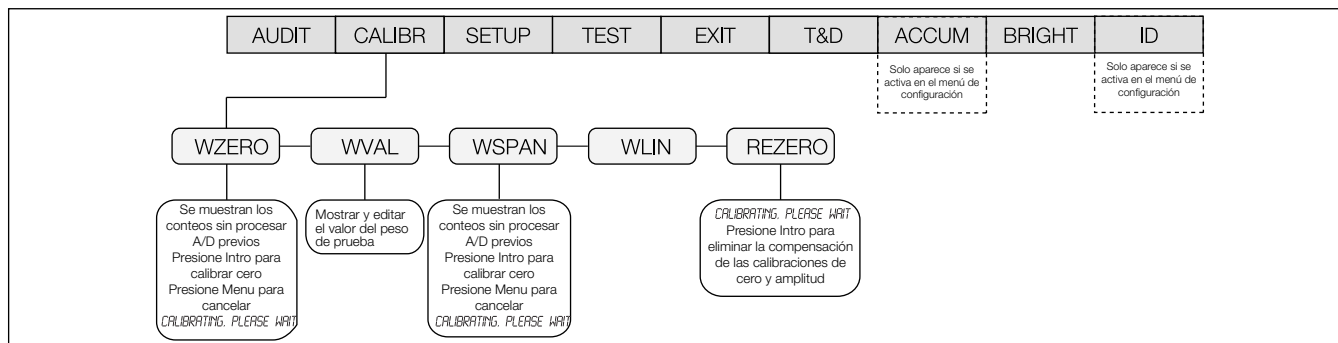 AUDIT CALIBR SETUP TEST EXIT T&D ACCUM BRIGHT ID
Solo aparece si se
activa en el menú de
configuración
Solo aparece si se
activa en el menú de
configuración
WZERO WVAL WSPAN WLIN REZERO
Se muestran los
conteos sin procesar
A/D previos
Presione Intro para
calibrar cero
Presione Menu para
cancelar
CALIBRATING. PLEASE WAIT
Mostrar y editar
el valor del peso
de prueba
Se muestran los
conteos sin procesar
A/D previos
Presione Intro para
calibrar cero
Presione Menu para
cancelar
CALIBRATING. PLEASE WAIT
CALIBRATING. PLEASE WAIT
Presione Intro para
eliminar la compensación
de las calibraciones de
cero y amplitud